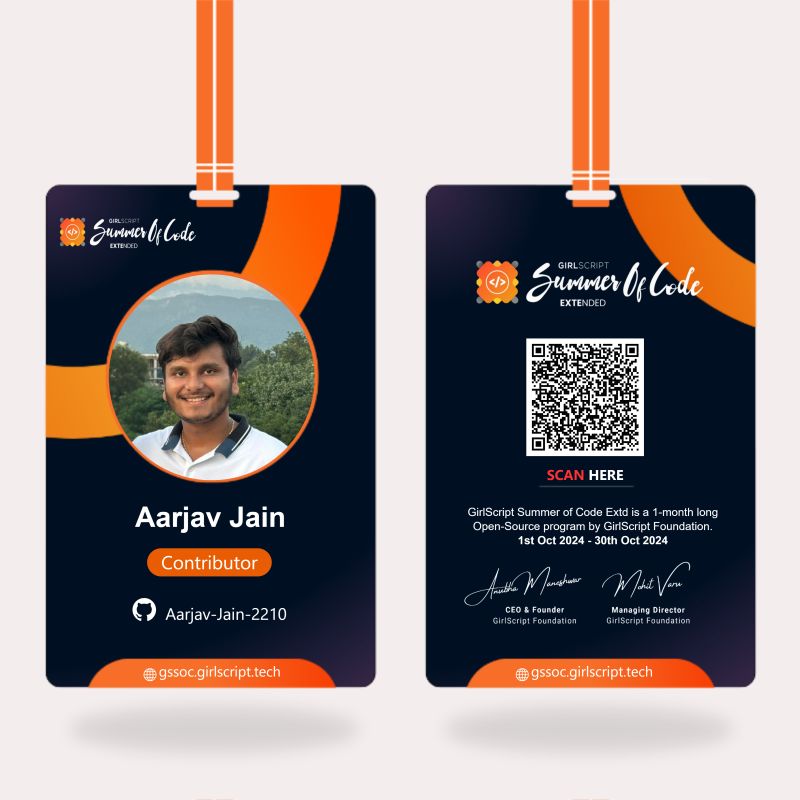 GIRLSCRIPT
Summer Of Code
EXTENDED
Aarjav Jain
Contributor
Aarjav-Jain-2210
gssoc.girlscript.tech
GIRLSCRIPT
Summer Of Code
EXTENDED
SCAN HERE
GirlScript Summer of Code Extd is a 1-month long
Open-Source program by GirlScript Foundation.
1st Oct 2024 - 30th Oct 2024
Anubha Maneshwar
Mohit Varu
CEO & Founder
Managing Director
GirlScript Foundation
GirlScript Foundation
gssoc.girlscript.tech